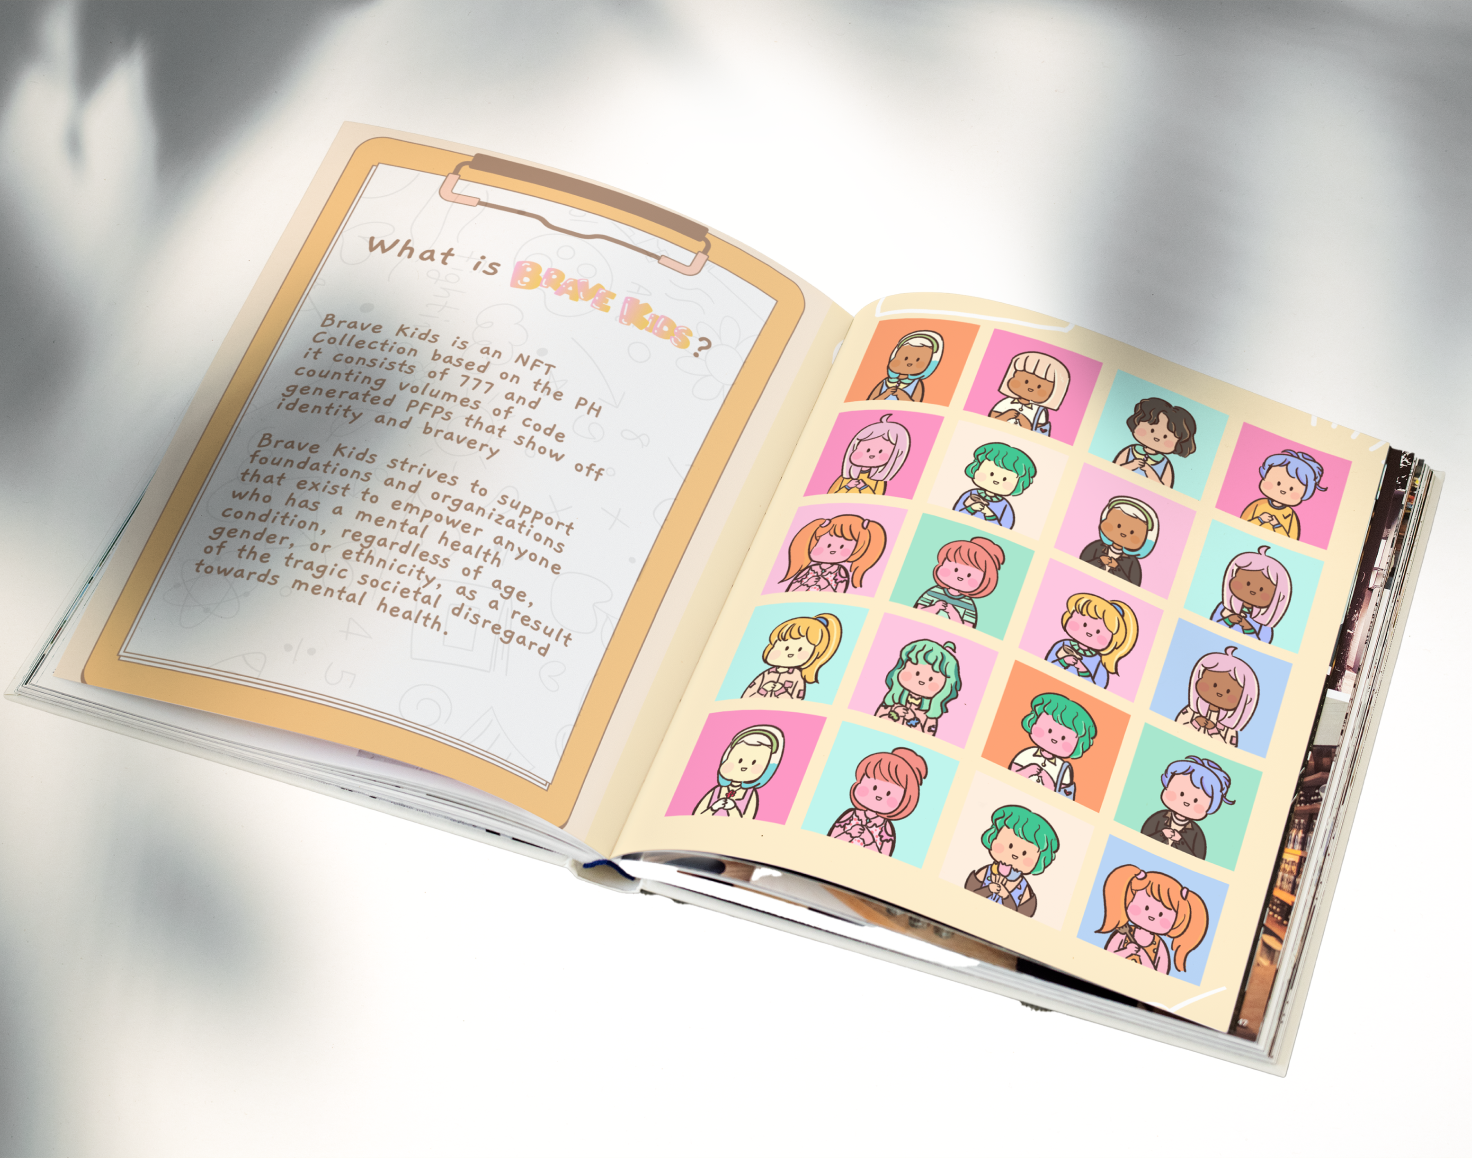 What is BRAVE KIDS?
Brave Kids is an NFT
Collection based on the PH
it consists of 777 and
counting volumes of code
generated PFPs that show off
identity and bravery
Brave Kids strives to support
foundations and organizations
that exist to empower anyone
who has a mental health
condition, regardless of age,
gender, or ethnicity, as a result
of the tragic societal disregard
towards mental health.